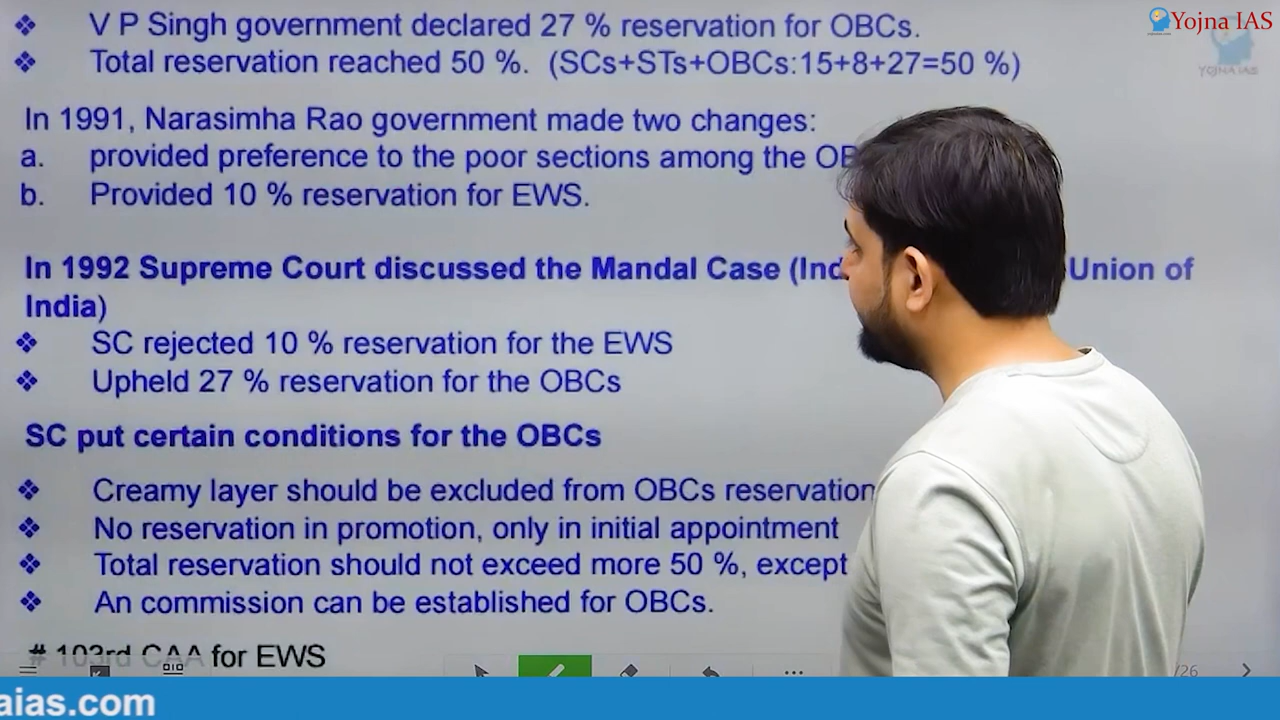 Yojna IAS
YOJNA IAS
❖ V P Singh government declared 27 % reservation for OBCs.
❖ Total reservation reached 50 %. (SCs+STs+OBCs:15+8+27=50 %)
In 1991, Narasimha Rao government made two changes:
a. provided preference to the poor sections among the
b. Provided 10 % reservation for EWS.
In 1992 Supreme Court discussed the Mandal Case ( Union of
India)
❖ SC rejected 10 % reservation for the EWS
❖ Upheld 27 % reservation for the OBCs
SC put certain conditions for the OBCs
❖ Creamy layer should be excluded from OBCs reservation
❖ No reservation in promotion, only in initial appointment
❖ Total reservation should not exceed more 50 %, except
❖ An commission can be established for OBCs.
# 103rd CAA for EWS
/26
aias.com